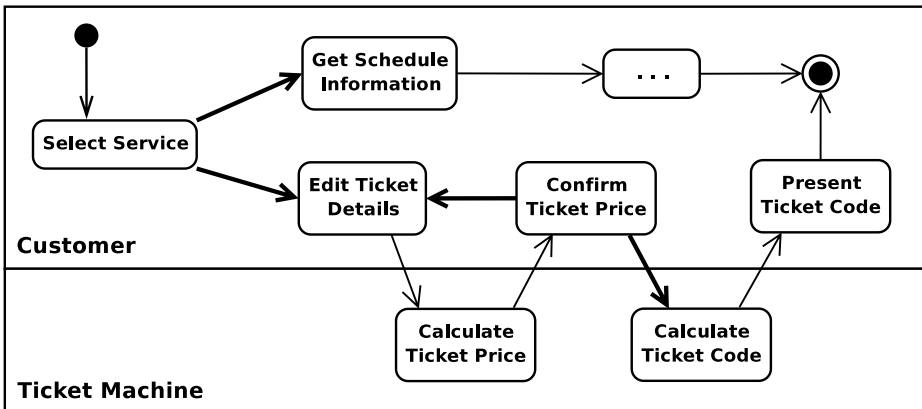 Get Schedule
Information
...
Select Service
Edit Ticket
Details
Confirm
Ticket Price
Present
Ticket Code
Customer
Calculate
Ticket Price
Calculate
Ticket Code
Ticket Machine